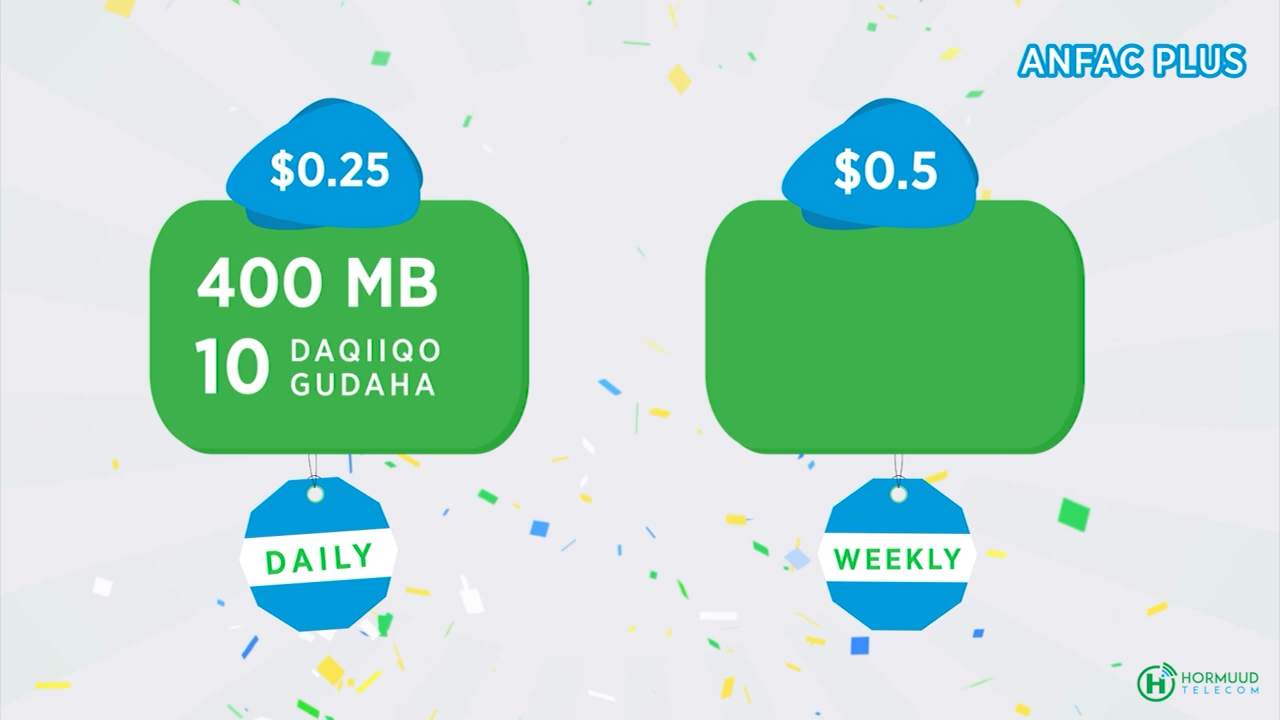 ANFAC PLUS
$0.25
400 MB
10 DAQIIQO
GUDAHA
DAILY
$0.5
WEEKLY
HORMUUD
TELECOM